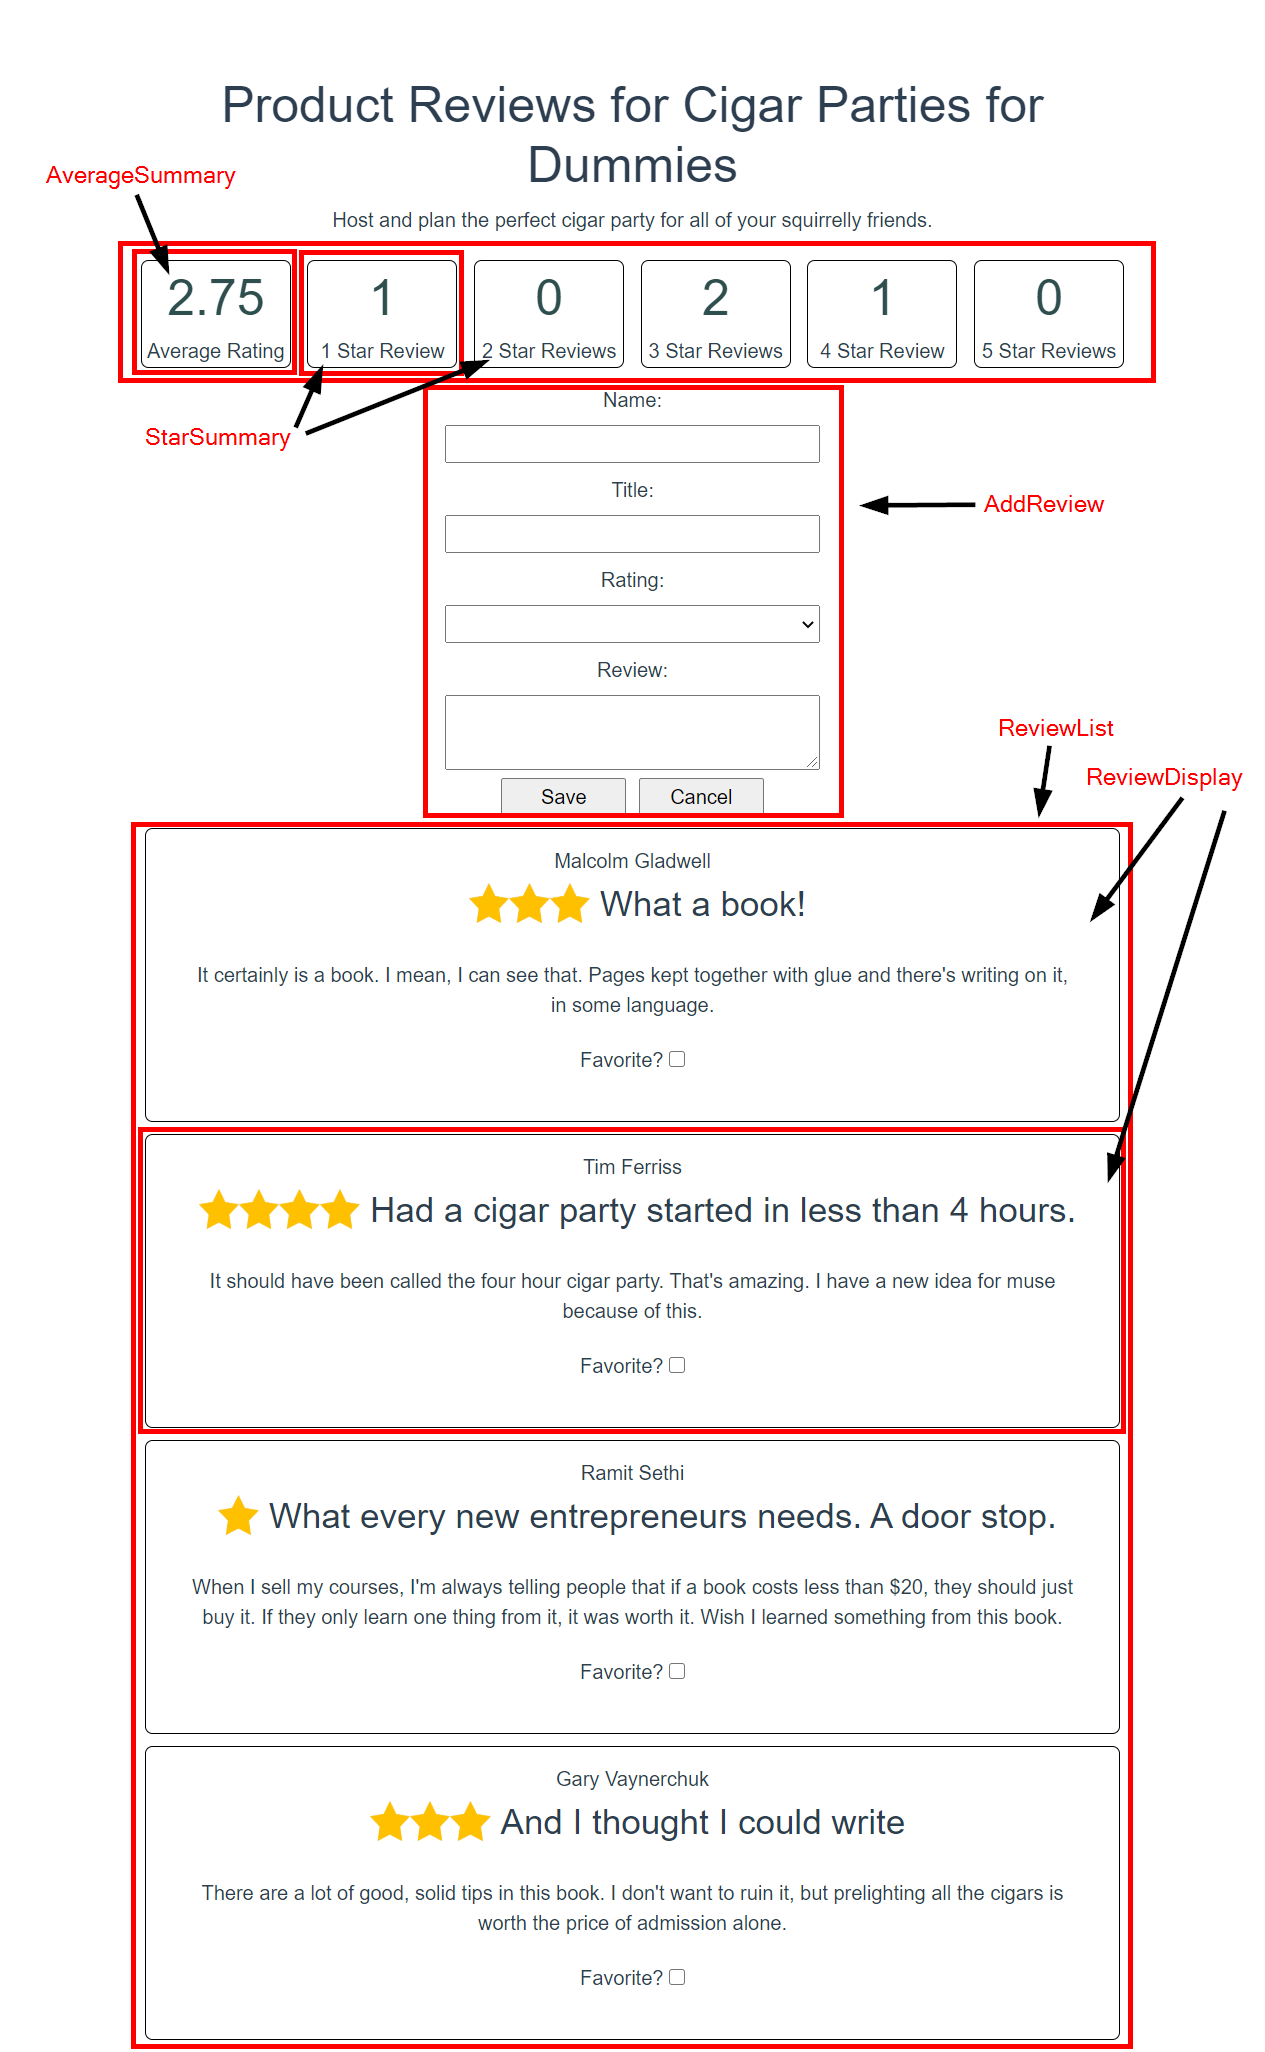 Product Reviews for Cigar Parties for
Dummies
AverageSummary
Host and plan the perfect cigar party for all of your squirrelly friends.
2.75
Average Rating
1
1 Star Review
0
2 Star Reviews
2
3 Star Reviews
1
4 Star Review
0
5 Star Reviews
StarSummary
Name:
Title:
AddReview
Rating:
Review:
Save
Cancel
ReviewList
ReviewDisplay
Malcolm Gladwell
What a book!
It certainly is a book. I mean, I can see that. Pages kept together with glue and there's writing on it,
in some language.
Favorite?
Tim Ferriss
Had a cigar party started in less than 4 hours.
It should have been called the four hour cigar party. That's amazing. I have a new idea for muse
because of this.
Favorite?
Ramit Sethi
What every new entrepreneurs needs. A door stop.
When I sell my courses, I'm always telling people that if a book costs less than $20, they should just
buy it. If they only learn one thing from it, it was worth it. Wish I learned something from this book.
Favorite?
Gary Vaynerchuk
And I thought I could write
There are a lot of good, solid tips in this book. I don't want to ruin it, but prelighting all the cigars is
worth the price of admission alone.
Favorite?